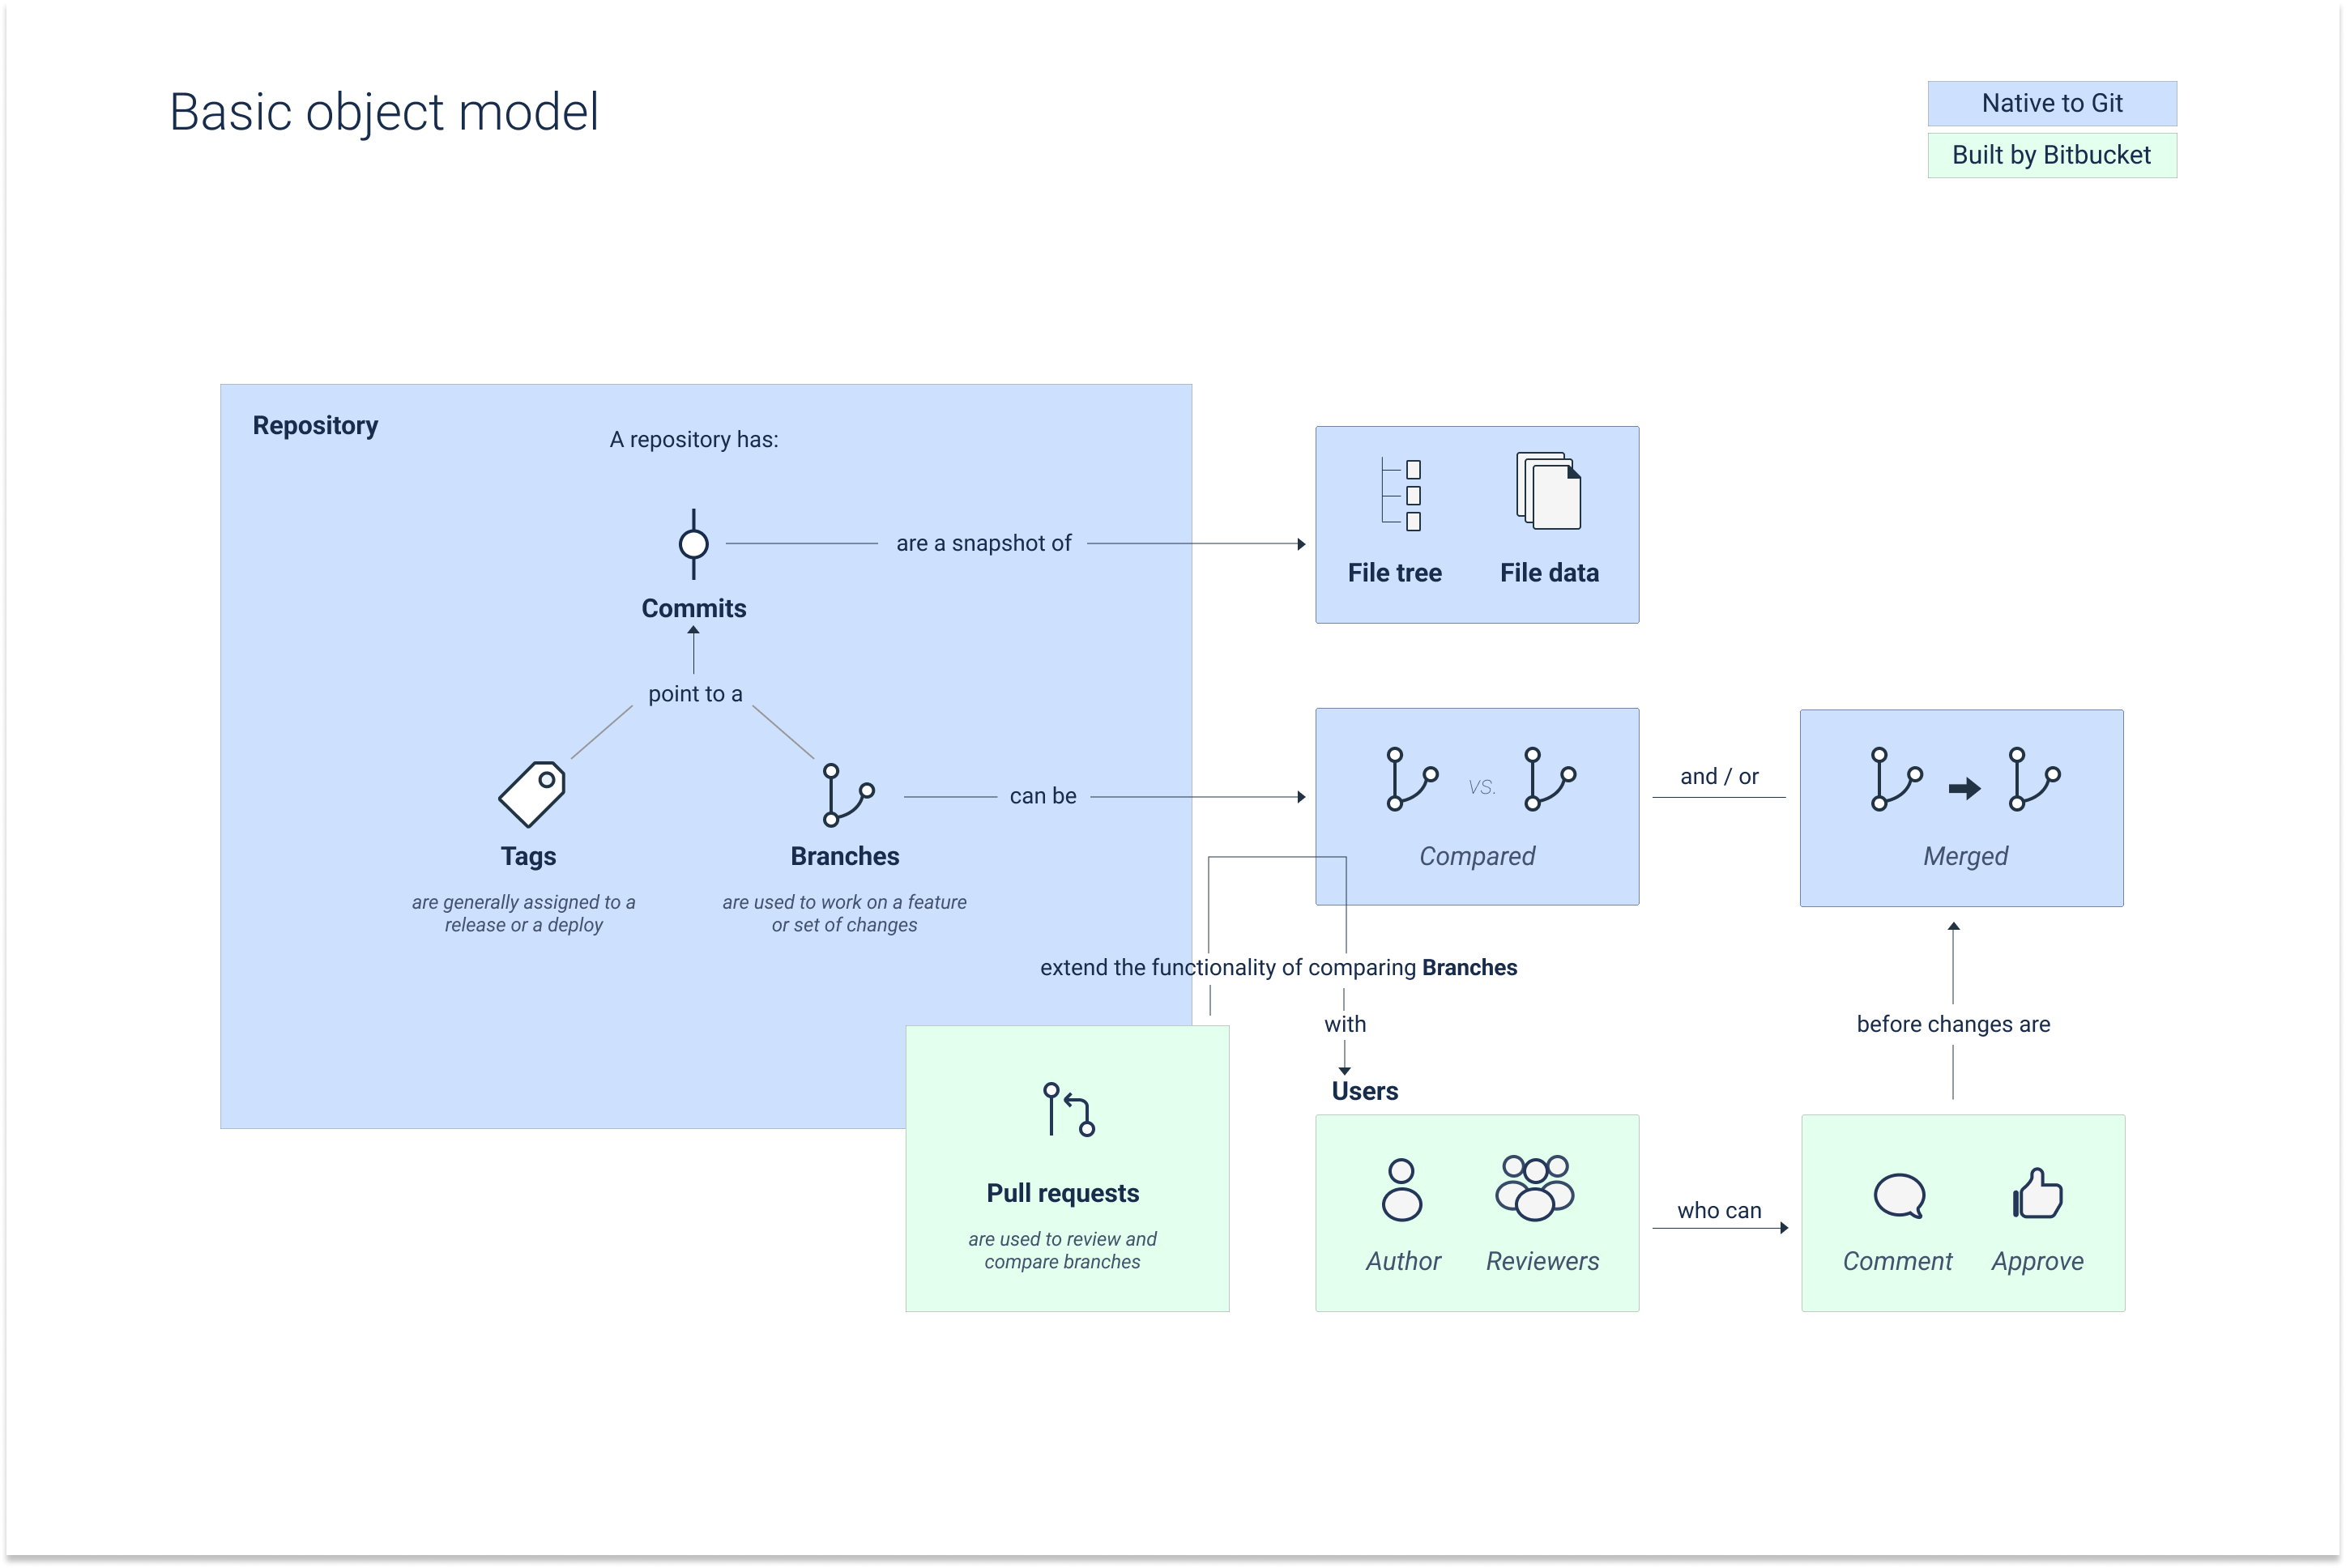 Basic object model
Native to Git
Built by Bitbucket
Repository
A repository has:
Commits
are a snapshot of
File tree
File data
point to a
Tags
are generally assigned to a
release or a deploy
Branches
are used to work on a feature
or set of changes
can be
vs.
Compared
and / or
Merged
extend the functionality of comparing Branches
with
before changes are
Pull requests
are used to review and
compare branches
Users
Author
Reviewers
who can
Comment
Approve